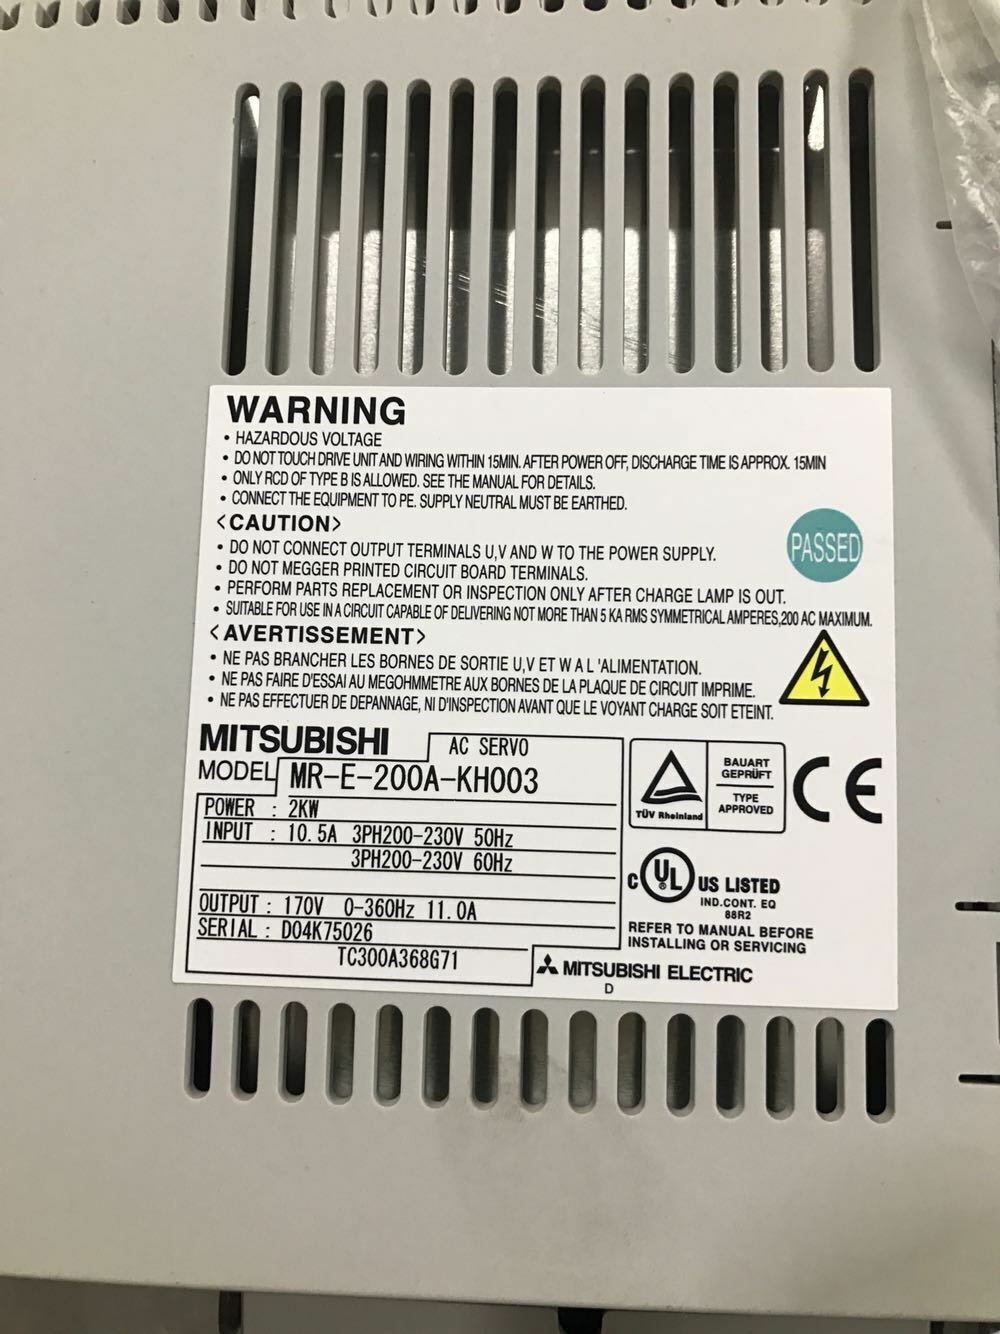 WARNING
• HAZARDOUS VOLTAGE
• DO NOT TOUCH DRIVE UNIT AND WIRING WITHIN 15MIN. AFTER POWER OFF, DISCHARGE TIME IS APPROX. 15MIN
• ONLY RCD OF TYPE B IS ALLOWED. SEE THE MANUAL FOR DETAILS.
• CONNECT THE EQUIPMENT TO PE. SUPPLY NEUTRAL MUST BE EARTHED.
<CAUTION>
• DO NOT CONNECT OUTPUT TERMINALS U,V AND W TO THE POWER SUPPLY.
• DO NOT MEGGER PRINTED CIRCUIT BOARD TERMINALS.
• PERFORM PARTS REPLACEMENT OR INSPECTION ONLY AFTER CHARGE LAMP IS OUT.
• SUITABLE FOR USE IN A CIRCUIT CAPABLE OF DELIVERING NOT MORE THAN 5 KA RMS SYMMETRICAL AMPERES,200 AC MAXIMUM.
PASSED
<AVERTISSEMENT>
• NE PAS BRANCHER LES BORNES DE SORTIE U,V ET W A L 'ALIMENTATION.
• NE PAS FAIRE D'ESSAI AU MEGOHMMETRE AUX BORNES DE LA PLAQUE DE CIRCUIT IMPRIME.
• NE PAS EFFECTUER DE DEPANNAGE, NI D'INSPECTION AVANT QUE LE VOYANT CHARGE SOIT ETEINT.
MITSUBISHI AC SERVO
MODEL MR-E-200A-KH003
POWER : 2KW
INPUT : 10.5A 3PH200-230V 50Hz
3PH200-230V 60Hz
OUTPUT : 170V 0-360Hz 11.0A
SERIAL : D04K75026
TC300A368G71
TÜV Rheinland
BAUART
GEPRÜFT
TYPE
APPROVED
CE
C UL ® US LISTED
IND.CONT. EQ
88R2
REFER TO MANUAL BEFORE
INSTALLING OR SERVICING
MITSUBISHI ELECTRIC
D